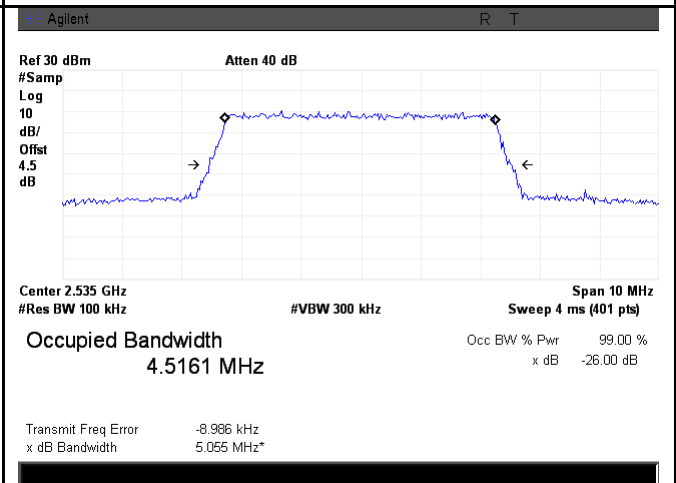 Agilent R T
Ref 30 dBm Atten 40 dB
#Samp
Log
10
dB/
Offst
4.5
dB
Center 2.535 GHz Span 10 MHz
#Res BW 100 kHz #VBW 300 kHz Sweep 4 ms (401 pts)
Occupied Bandwidth Occ BW % Pwr 99.00 %
4.5161 MHz x dB -26.00 dB
Transmit Freq Error -8.986 kHz
x dB Bandwidth 5.055 MHz*